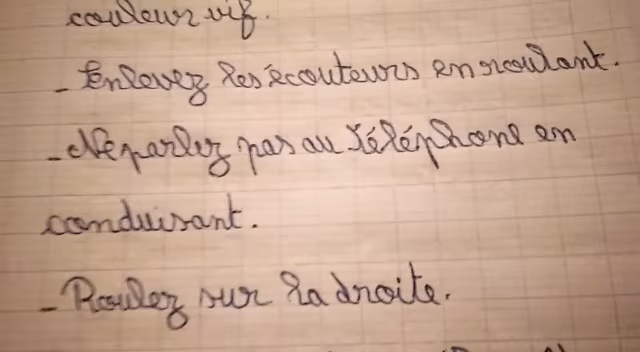 couleur vif.
- Enlevez les écouteurs en roulant.
- Ne parlez pas au téléphone en
conduisant.
- Roulez sur la droite.